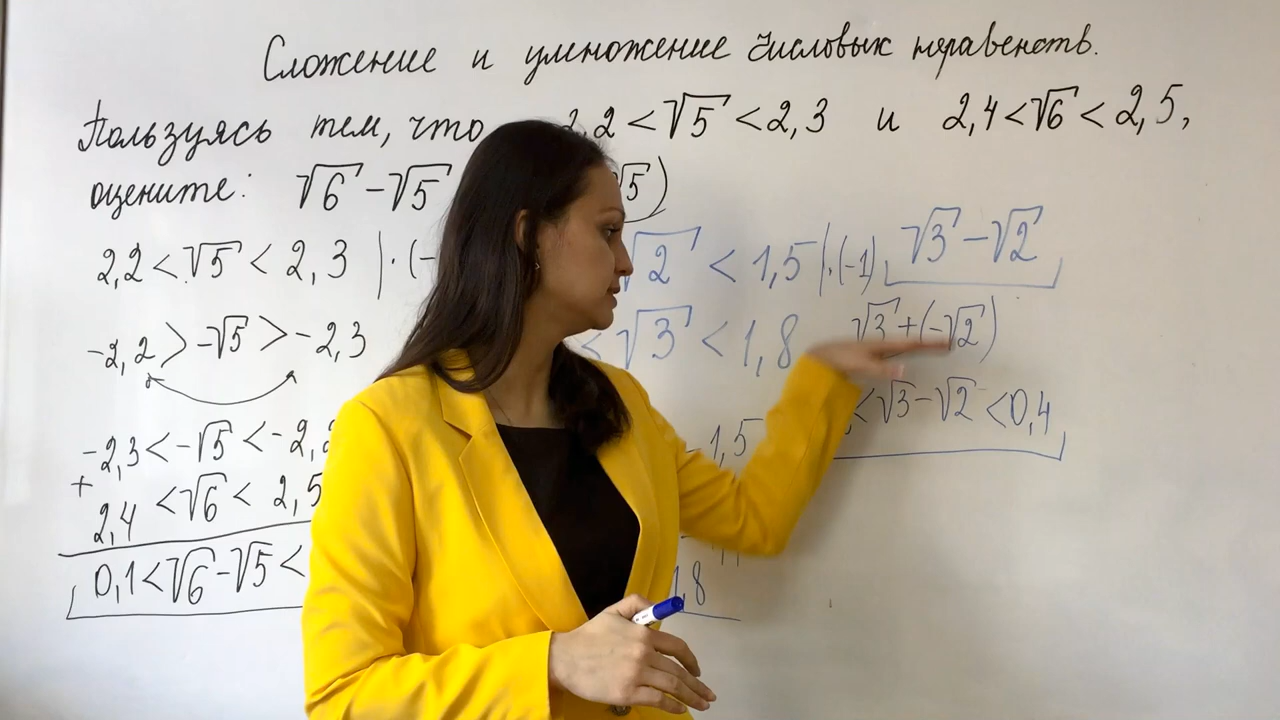 Сложение и умножение числовых неравенств.
Пользуясь тем, что 2,2 < √5 < 2,3 и 2,4 < √6 < 2,5,
оцените: √6 - √5 √5)
2,2 < √5 < 2,3 | · (-
-2,2 > -√5 > -2,3
-2,3 < -√5 < -2,2
+
2,4 < √6 < 2,5
0,1 < √6 - √5 <
√2 < 1,5 | · (-1) √3 - √2
< √3 < 1,8 √3 + (-√2)
-1,5 < √3 - √2 < 0,4
1,8